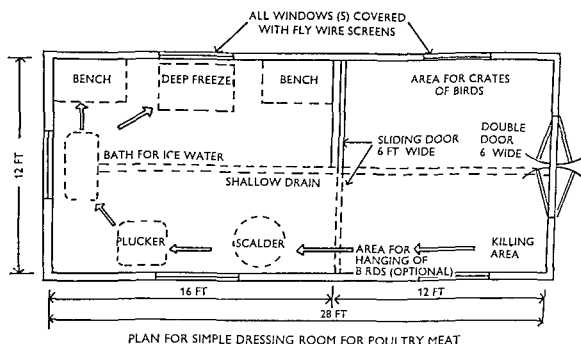 ALL WINDOWS (5) COVERED
WITH FLY WIRE SCREENS
BENCH
DEEP FREEZE
BENCH
AREA FOR CRATES
OF BIRDS
12 FT
SLIDING DOOR
6 FT WIDE
DOUBLE
DOOR
6 WIDE
BATH FOR ICE WATER
SHALLOW DRAIN
PLUCKER
SCALDER
AREA FOR
HANGING OF
BIRDS (OPTIONAL)
KILLING
AREA
16 FT
12 FT
28 FT
PLAN FOR SIMPLE DRESSING ROOM FOR POULTRY MEAT